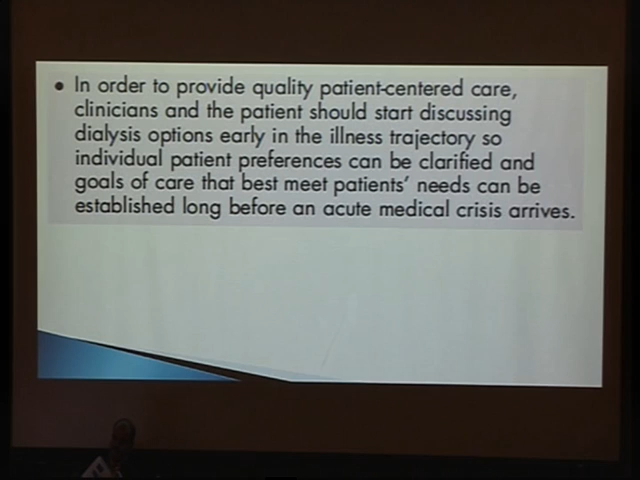 • In order to provide quality patient-centered care,
clinicians and the patient should start discussing
dialysis options early in the illness trajectory so
individual patient preferences can be clarified and
goals of care that best meet patients' needs can be
established long before an acute medical crisis arrives.